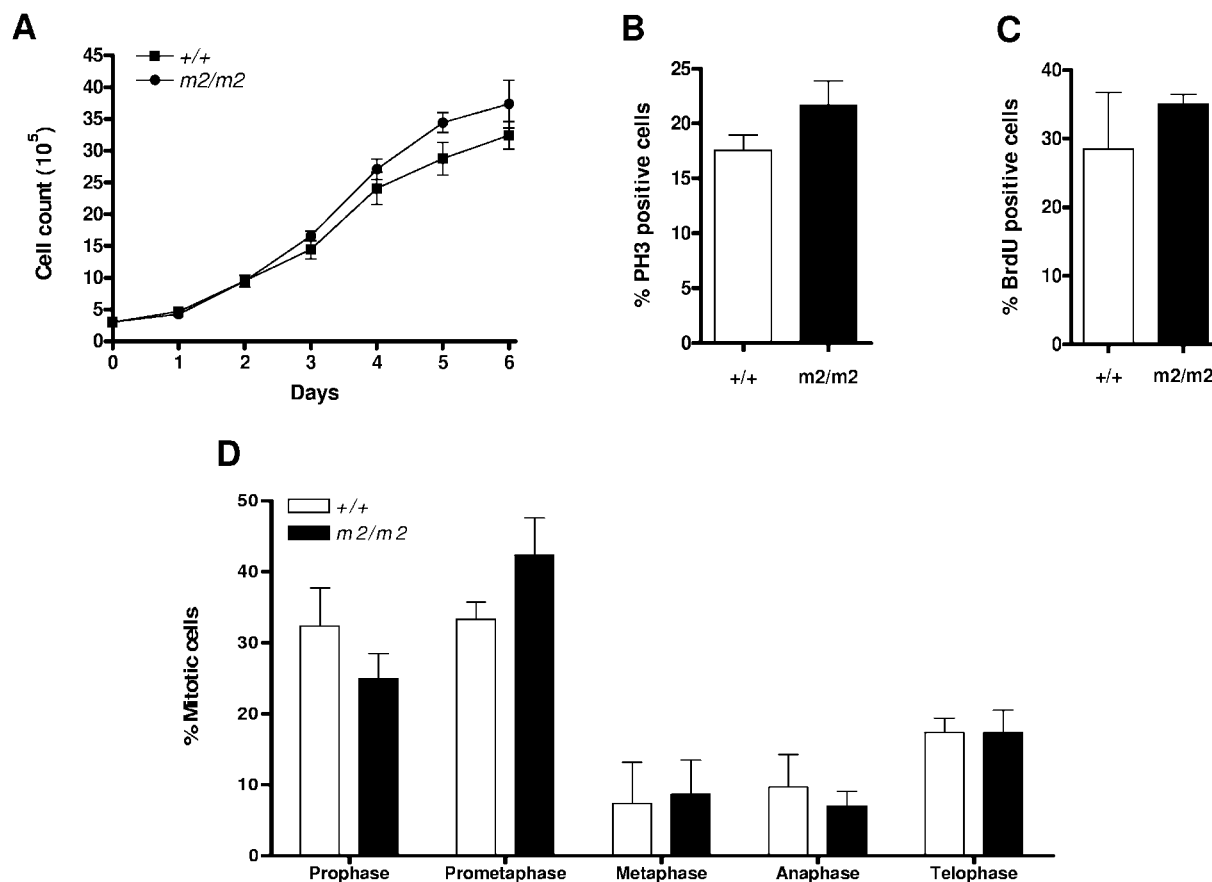 A
+/+
m2/m2
45
40
35
30
25
20
15
10
5
0
Cell count (10^5)
0 1 2 3 4 5 6
Days
B
25
20
15
10
5
0
% PH3 positive cells
+/+ m2/m2
C
40
30
20
10
0
% BrdU positive cells
+/+ m2/m2
D
+/+
m2/m2
50
40
30
20
10
0
% Mitotic cells
Prophase Prometaphase Metaphase Anaphase Telophase